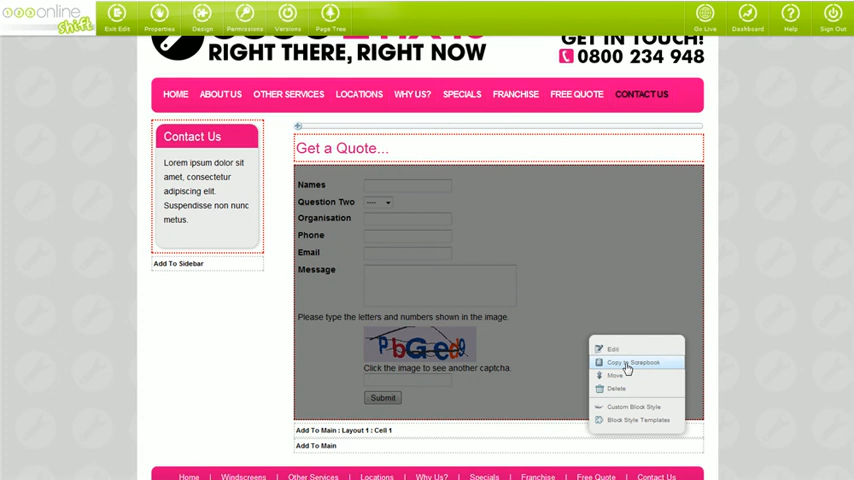 123online
shift
Exit Edit
Properties
Design
Permissions
Versions
Page Tree
Go Live
Dashboard
Help
Sign Out
RIGHT THERE, RIGHT NOW
GET IN TOUCH!
0800 234 948
HOME ABOUT US OTHER SERVICES LOCATIONS WHY US? SPECIALS FRANCHISE FREE QUOTE CONTACT US
Contact Us
Lorem ipsum dolor sit
amet, consectetur
adipiscing elit.
Suspendisse non nunc
metus.
Add To Sidebar
Get a Quote...
Names
Question Two ----
Organisation
Phone
Email
Message
Please type the letters and numbers shown in the image.
Click the image to see another captcha.
Submit
Edit
Copy to Scrapbook
Move
Delete
Custom Block Style
Block Style Templates
Add To Main : Layout 1 : Cell 1
Add To Main
Home | Windscreens | Other Services | Locations | Why Us? | Specials | Franchise | Free Quote | Contact Us